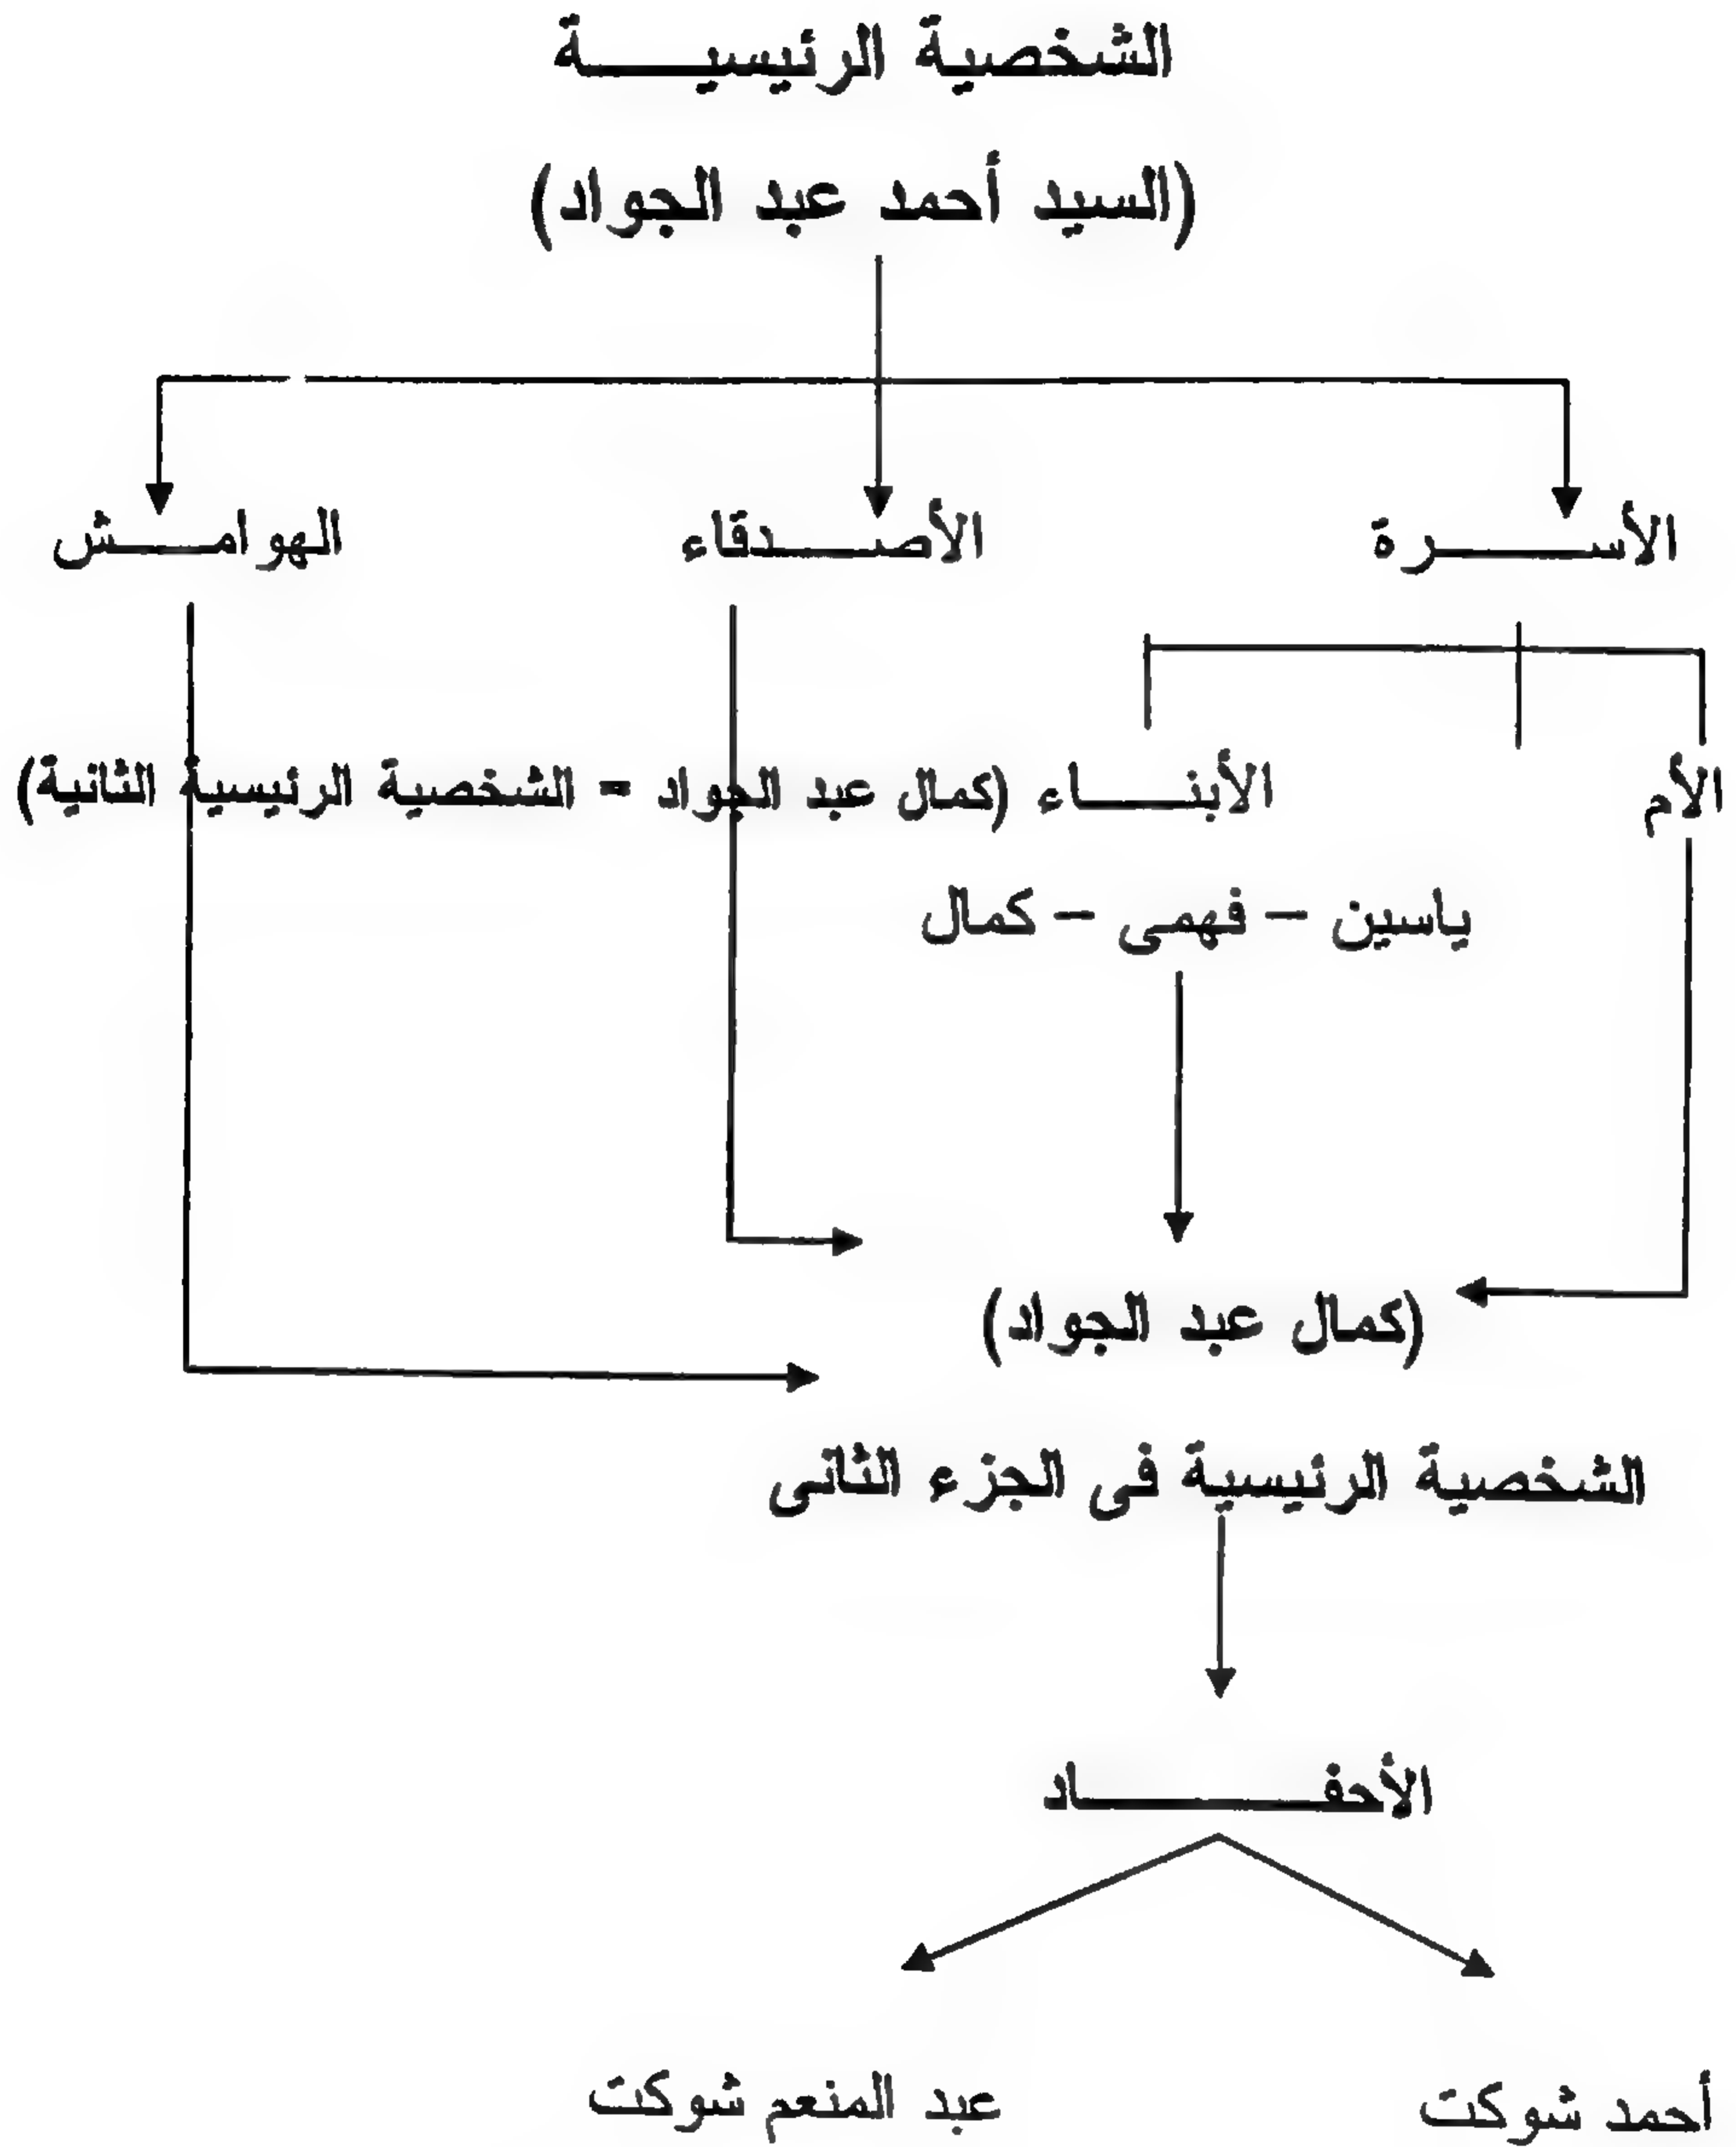 الشخصية الرئيسية
(السيد أحمد عبد الجواد)
الأسرة
الأصدقاء
الهوامش
الأم
الأبناء (كمال عبد الجواد = الشخصية الرئيسية الثانية)
ياسين – فهمى – كمال
(كمال عبد الجواد)
الشخصية الرئيسية فى الجزء الثانى
الأحفاد
أحمد شوكت
عبد المنعم شوكت